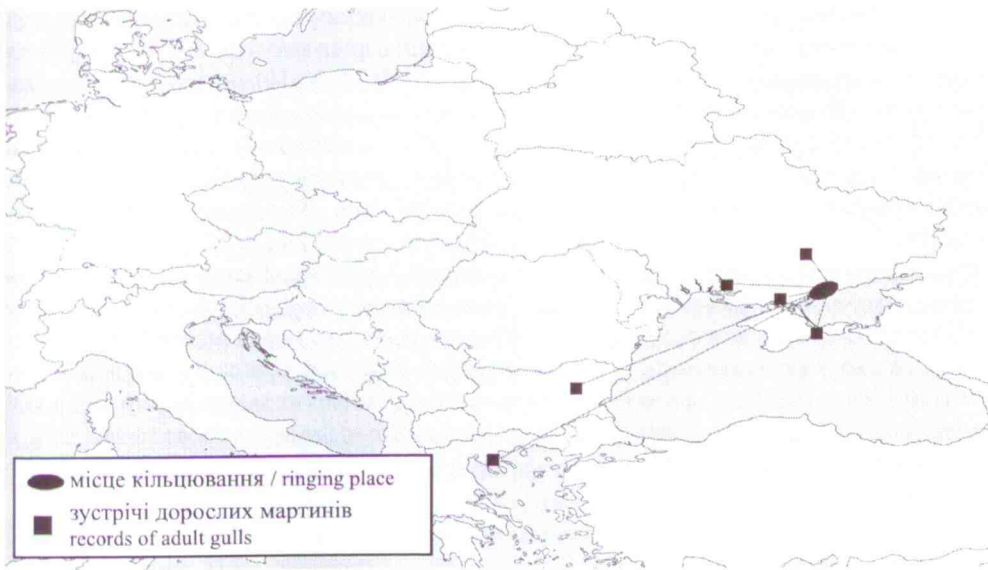 місце кільцювання / ringing place
зустрічі дорослих мартинів
records of adult gulls